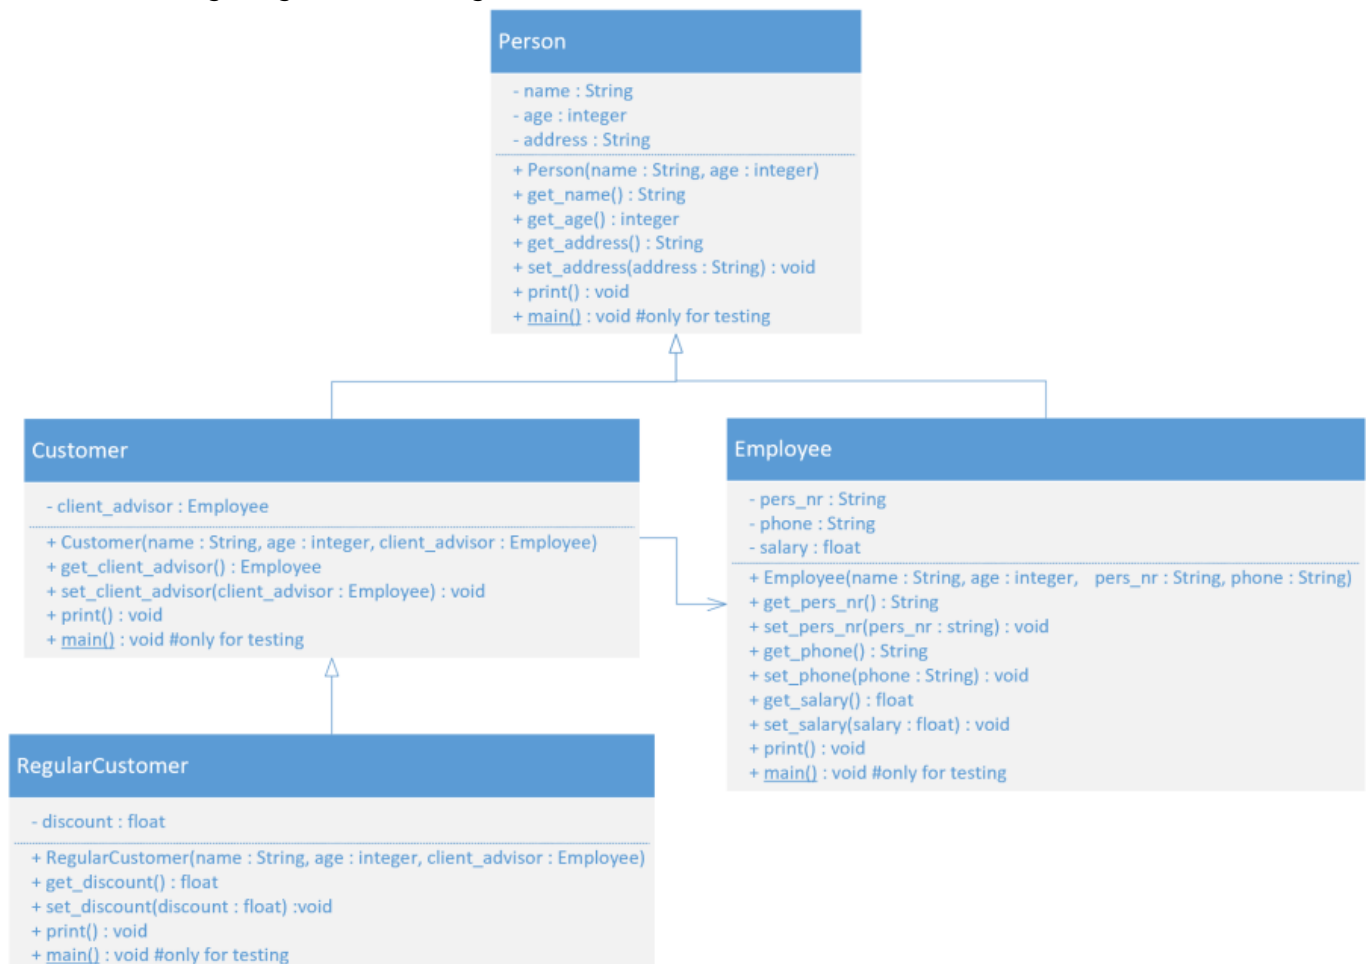 Person
- name : String
- age : integer
- address : String
+ Person(name : String, age : integer)
+ get_name() : String
+ get_age() : integer
+ get_address() : String
+ set_address(address : String) : void
+ print() : void
+ main() : void #only for testing
Customer
- client_advisor : Employee
+ Customer(name : String, age : integer, client_advisor : Employee)
+ get_client_advisor() : Employee
+ set_client_advisor(client_advisor : Employee) : void
+ print() : void
+ main() : void #only for testing
Employee
- pers_nr : String
- phone : String
- salary : float
+ Employee(name : String, age : integer, pers_nr : String, phone : String)
+ get_pers_nr() : String
+ set_pers_nr(pers_nr : string) : void
+ get_phone() : String
+ set_phone(phone : String) : void
+ get_salary() : float
+ set_salary(salary : float) : void
+ print() : void
+ main() : void #only for testing
RegularCustomer
- discount : float
+ RegularCustomer(name : String, age : integer, client_advisor : Employee)
+ get_discount() : float
+ set_discount(discount : float) :void
+ print() : void
+ main() : void #only for testing